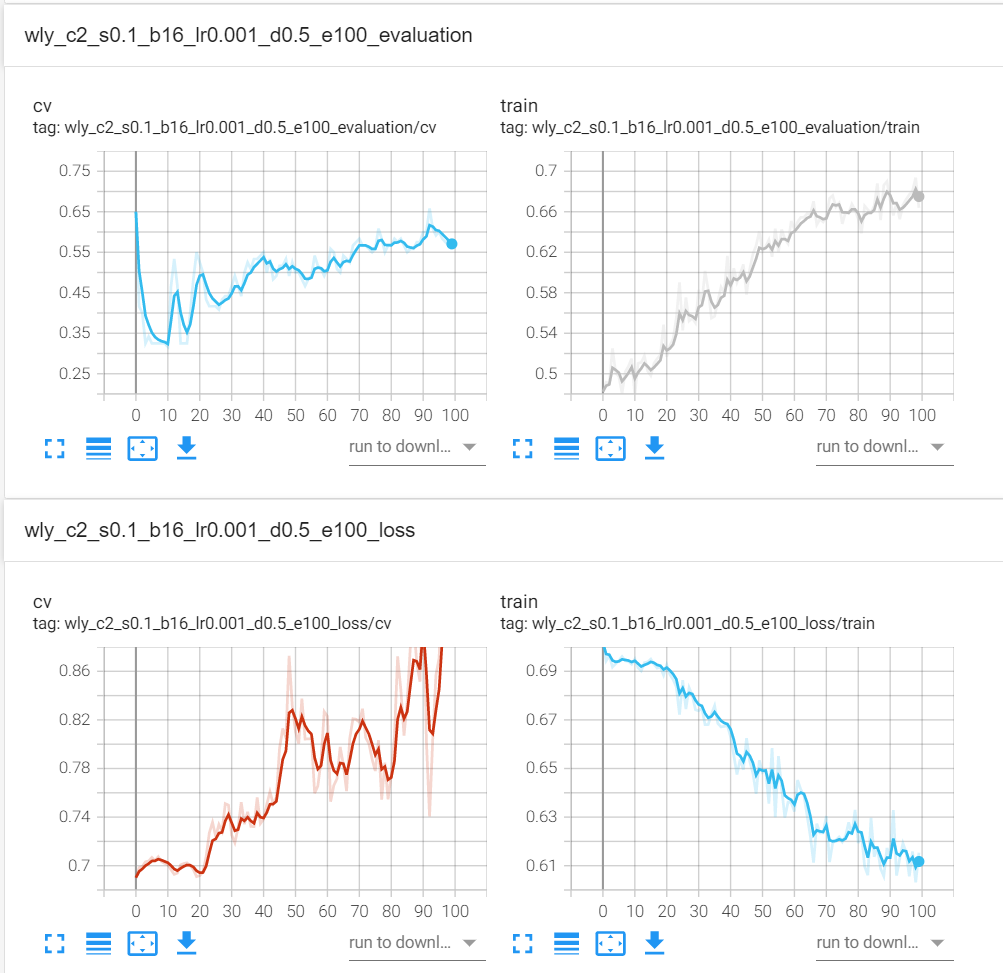 wly_c2_s0.1_b16_lr0.001_d0.5_e100_evaluation
cv
tag: wly_c2_s0.1_b16_lr0.001_d0.5_e100_evaluation/cv
0.75
0.65
0.55
0.45
0.35
0.25
0 10 20 30 40 50 60 70 80 90 100
run to downl...
train
tag: wly_c2_s0.1_b16_lr0.001_d0.5_e100_evaluation/train
0.7
0.66
0.62
0.58
0.54
0.5
0 10 20 30 40 50 60 70 80 90 100
run to downl...
wly_c2_s0.1_b16_lr0.001_d0.5_e100_loss
cv
tag: wly_c2_s0.1_b16_lr0.001_d0.5_e100_loss/cv
0.86
0.82
0.78
0.74
0.7
0 10 20 30 40 50 60 70 80 90 100
run to downl...
train
tag: wly_c2_s0.1_b16_lr0.001_d0.5_e100_loss/train
0.69
0.67
0.65
0.63
0.61
0 10 20 30 40 50 60 70 80 90 100
run to downl...